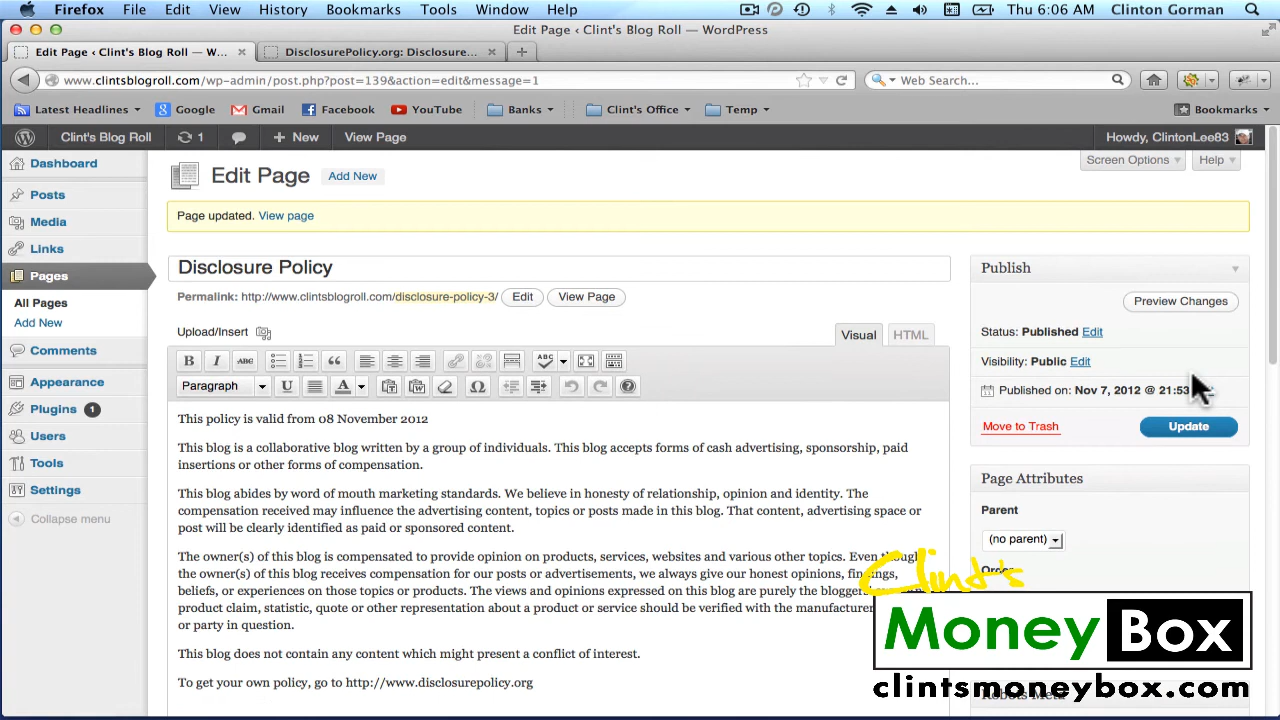 Firefox File Edit View History Bookmarks Tools Window Help Thu 6:06 AM Clinton Gorman
Edit Page ‹ Clint's Blog Roll — WordPress
Edit Page ‹ Clint's Blog Roll — W... DisclosurePolicy.org: Disclosure...
www.clintsblogroll.com/wp-admin/post.php?post=139&action=edit&message=1 Web Search...
Latest Headlines Google Gmail Facebook YouTube Banks Clint's Office Temp Bookmarks
Clint's Blog Roll 1 + New View Page Howdy, ClintonLee83
Screen Options Help
Dashboard
Posts
Media
Links
Pages
All Pages
Add New
Comments
Appearance
Plugins 1
Users
Tools
Settings
Collapse menu
Edit Page Add New
Page updated. View page
Disclosure Policy
Permalink: http://www.clintsblogroll.com/disclosure-policy-3/ Edit View Page
Upload/Insert Visual HTML
B I ABC ABC
Paragraph U A Ω
This policy is valid from 08 November 2012
This blog is a collaborative blog written by a group of individuals. This blog accepts forms of cash advertising, sponsorship, paid
insertions or other forms of compensation.
This blog abides by word of mouth marketing standards. We believe in honesty of relationship, opinion and identity. The
compensation received may influence the advertising content, topics or posts made in this blog. That content, advertising space or
post will be clearly identified as paid or sponsored content.
The owner(s) of this blog is compensated to provide opinion on products, services, websites and various other topics. Even though
the owner(s) of this blog receives compensation for our posts or advertisements, we always give our honest opinions, findings,
beliefs, or experiences on those topics or products. The views and opinions expressed on this blog are purely the bloggers
product claim, statistic, quote or other representation about a product or service should be verified with the manufacturer
or party in question.
This blog does not contain any content which might present a conflict of interest.
To get your own policy, go to http://www.disclosurepolicy.org
Publish
Preview Changes
Status: Published Edit
Visibility: Public Edit
Published on: Nov 7, 2012 @ 21:53
Move to Trash Update
Page Attributes
Parent
(no parent)
Order
Clint's
Money Box
clintsmoneybox.com
Robots Meta